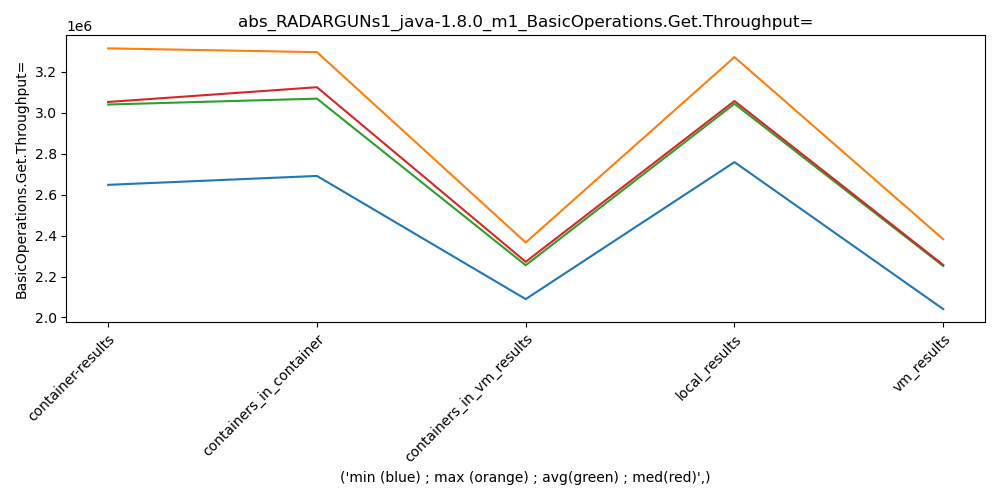 abs_RADARGUNs1_java-1.8.0_m1_BasicOperations.Get.Throughput=
1e6
3.2
3.0
2.8
2.6
2.4
2.2
2.0
BasicOperations.Get.Throughput=
container-results
containers_in_container
containers_in_vm_results
local_results
vm_results
('min (blue) ; max (orange) ; avg(green) ; med(red)',)